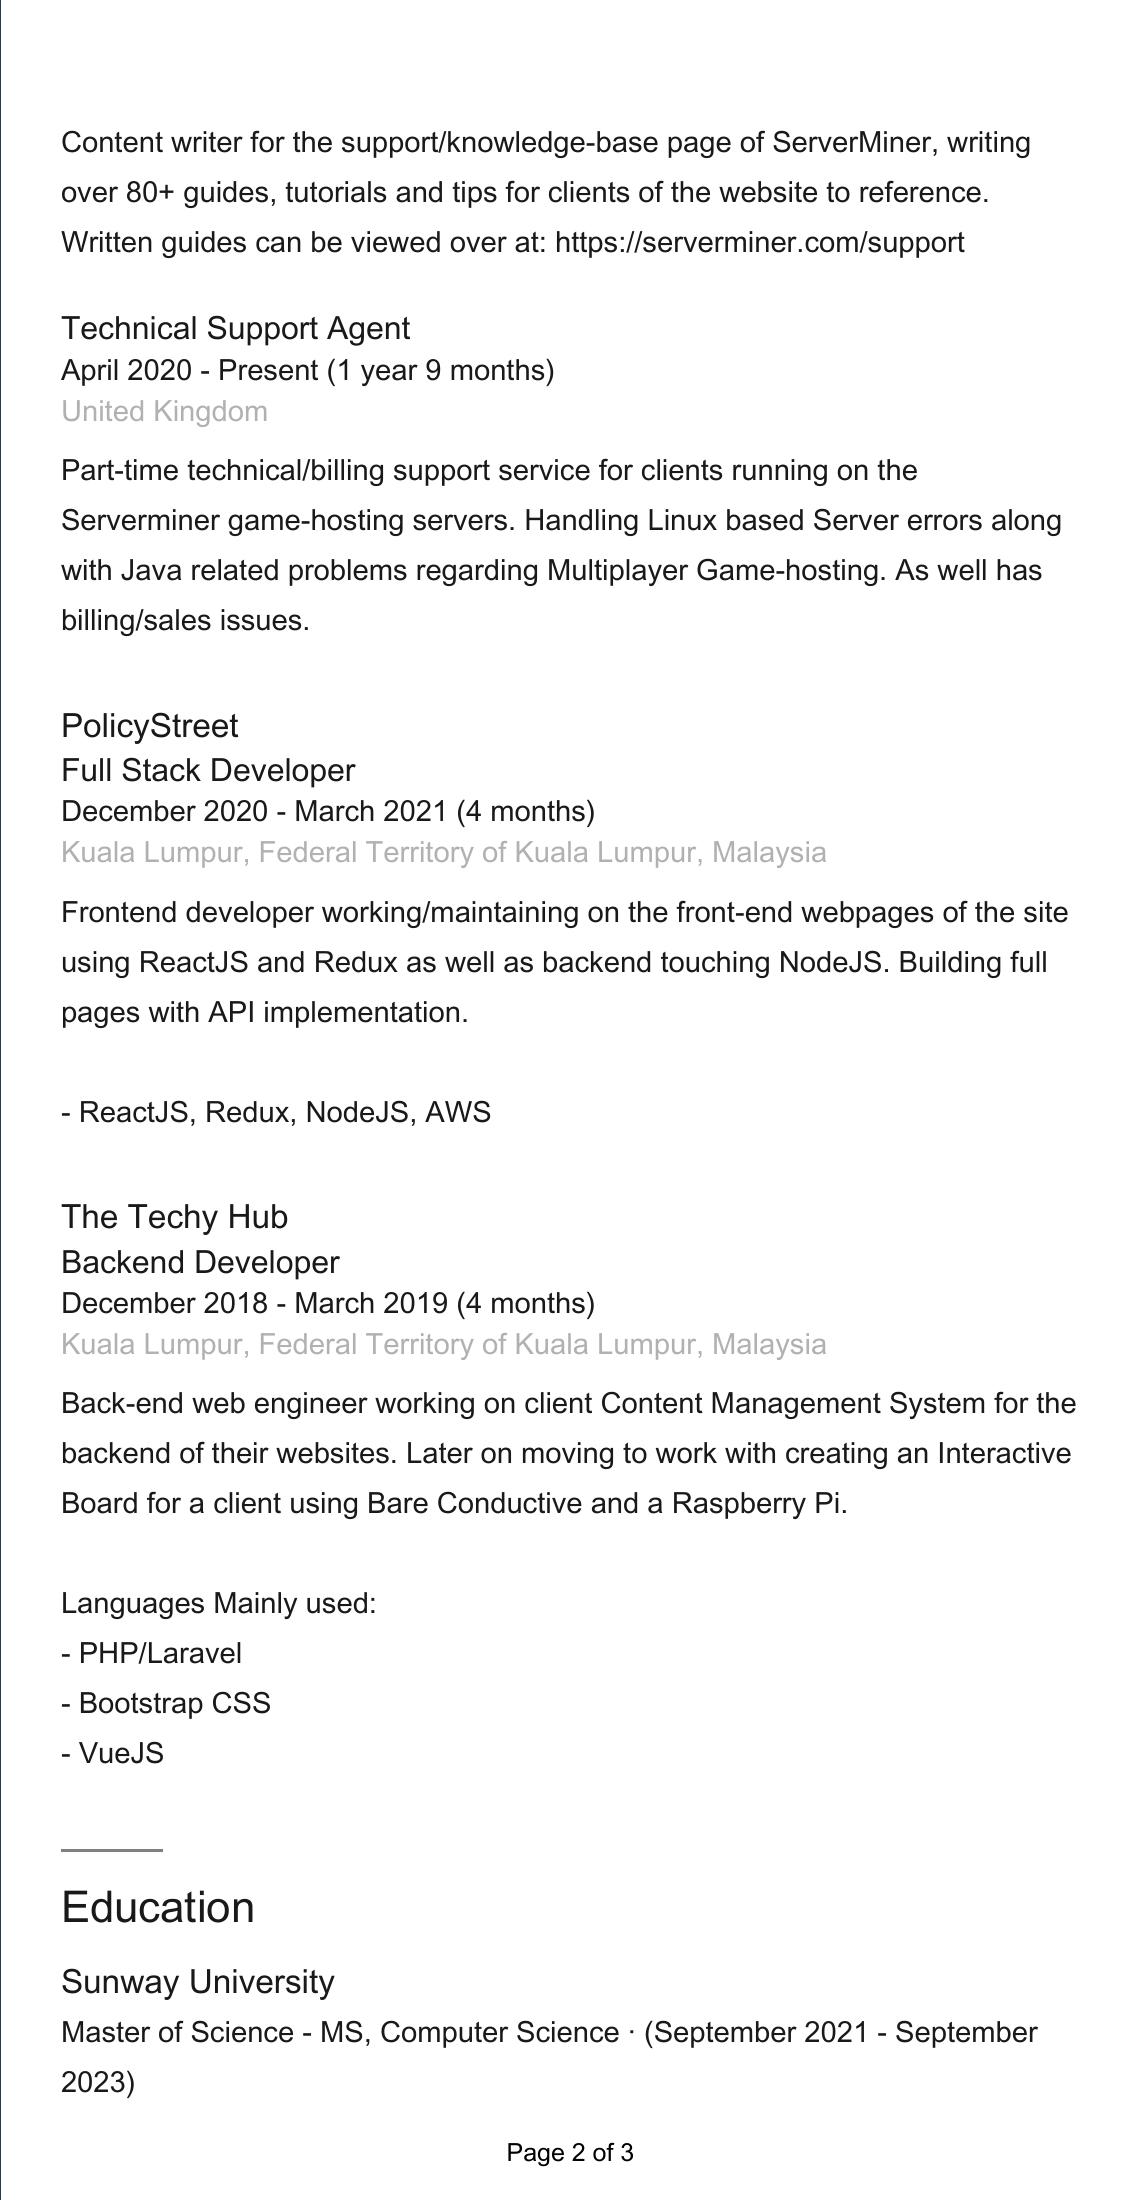 Content writer for the support/knowledge-base page of ServerMiner, writing
over 80+ guides, tutorials and tips for clients of the website to reference.
Written guides can be viewed over at: https://serverminer.com/support
Technical Support Agent
April 2020 - Present (1 year 9 months)
United Kingdom
Part-time technical/billing support service for clients running on the
Serverminer game-hosting servers. Handling Linux based Server errors along
with Java related problems regarding Multiplayer Game-hosting. As well has
billing/sales issues.
PolicyStreet
Full Stack Developer
December 2020 - March 2021 (4 months)
Kuala Lumpur, Federal Territory of Kuala Lumpur, Malaysia
Frontend developer working/maintaining on the front-end webpages of the site
using ReactJS and Redux as well as backend touching NodeJS. Building full
pages with API implementation.
- ReactJS, Redux, NodeJS, AWS
The Techy Hub
Backend Developer
December 2018 - March 2019 (4 months)
Kuala Lumpur, Federal Territory of Kuala Lumpur, Malaysia
Back-end web engineer working on client Content Management System for the
backend of their websites. Later on moving to work with creating an Interactive
Board for a client using Bare Conductive and a Raspberry Pi.
Languages Mainly used:
- PHP/Laravel
- Bootstrap CSS
- VueJS
Education
Sunway University
Master of Science - MS, Computer Science · (September 2021 - September
2023)
Page 2 of 3